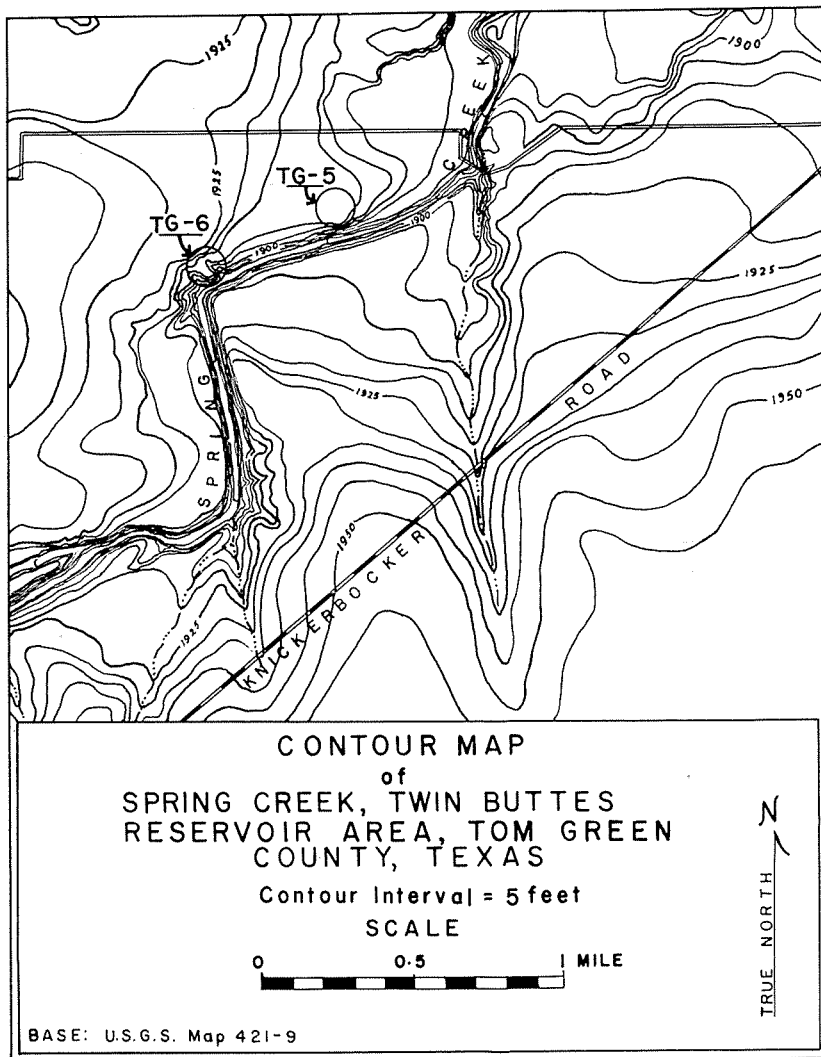 1925
1900
CREEK
TG-5
1925
TG-6
1900
1900
1925
SPRING
1925
ROAD
1950
1950
KNICKERBOCKER
1925
CONTOUR MAP
of
SPRING CREEK, TWIN BUTTES
RESERVOIR AREA, TOM GREEN
COUNTY, TEXAS
Contour Interval = 5 feet
SCALE
0 0.5 1 MILE
N
TRUE NORTH
BASE: U.S.G.S. Map 421-9